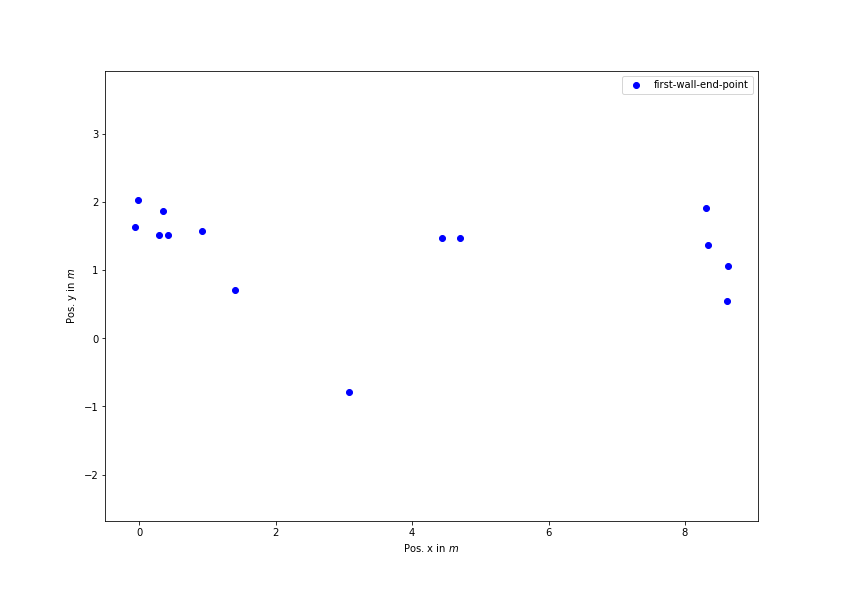 first-wall-end-point
3
2
1
0
−1
−2
Pos. y in m
0 2 4 6 8
Pos. x in m